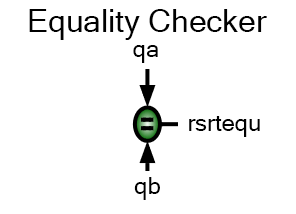 Equality Checker
qa
=
rsrtequ
qb